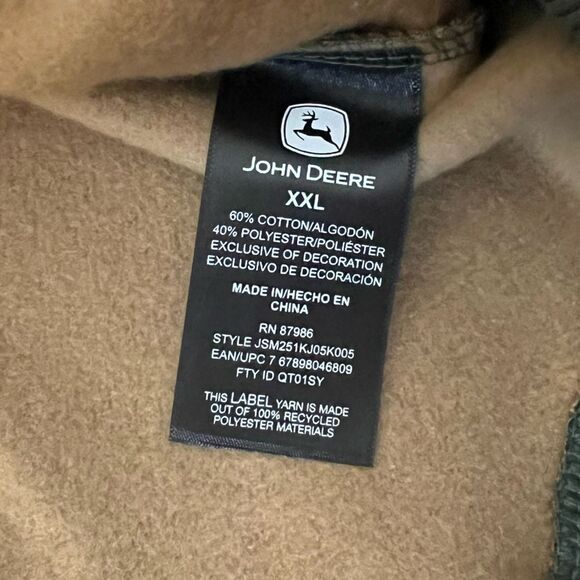 JOHN DEERE
XXL
60% COTTON/ALGODÓN
40% POLYESTER/POLIÉSTER
EXCLUSIVE OF DECORATION
EXCLUSIVO DE DECORACIÓN
MADE IN/HECHO EN
CHINA
RN 87986
STYLE JSM251KJ05K005
EAN/UPC 7 67898046809
FTY ID QT01SY
THIS LABEL YARN IS MADE
OUT OF 100% RECYCLED
POLYESTER MATERIALS